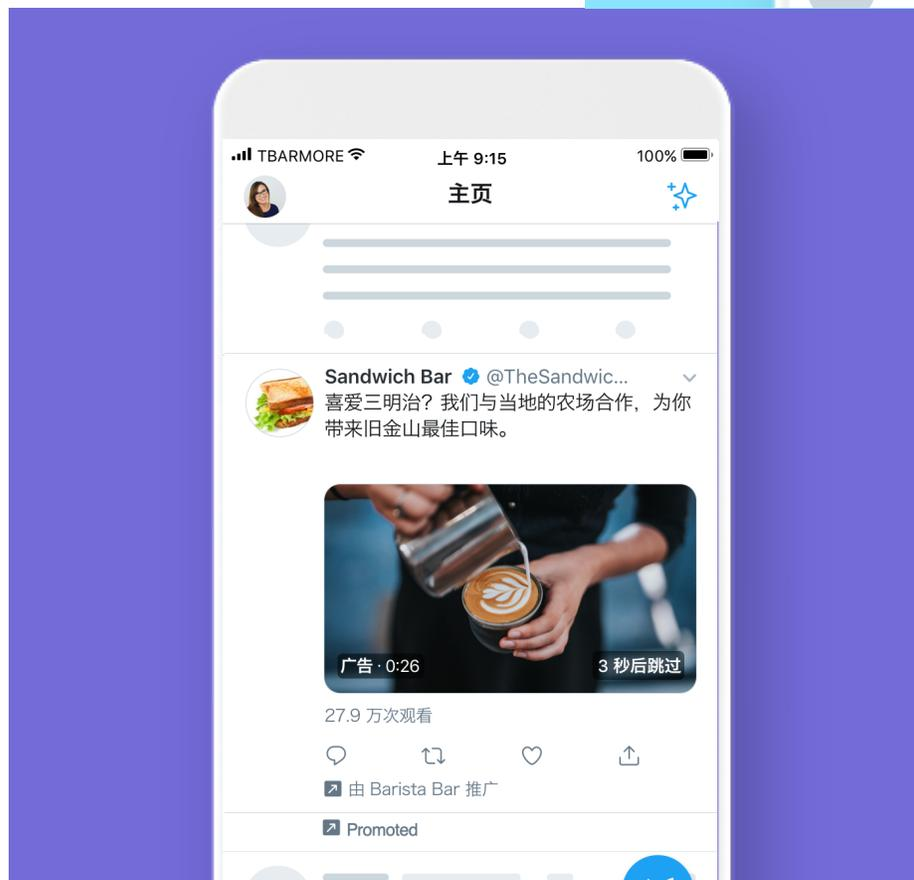 TBARMORE
上午 9:15
100%
主页
Sandwich Bar @TheSandwic...
喜爱三明治？我们与当地的农场合作，为你
带来旧金山最佳口味。
广告 · 0:26
3 秒后跳过
27.9 万次观看
由 Barista Bar 推广
Promoted